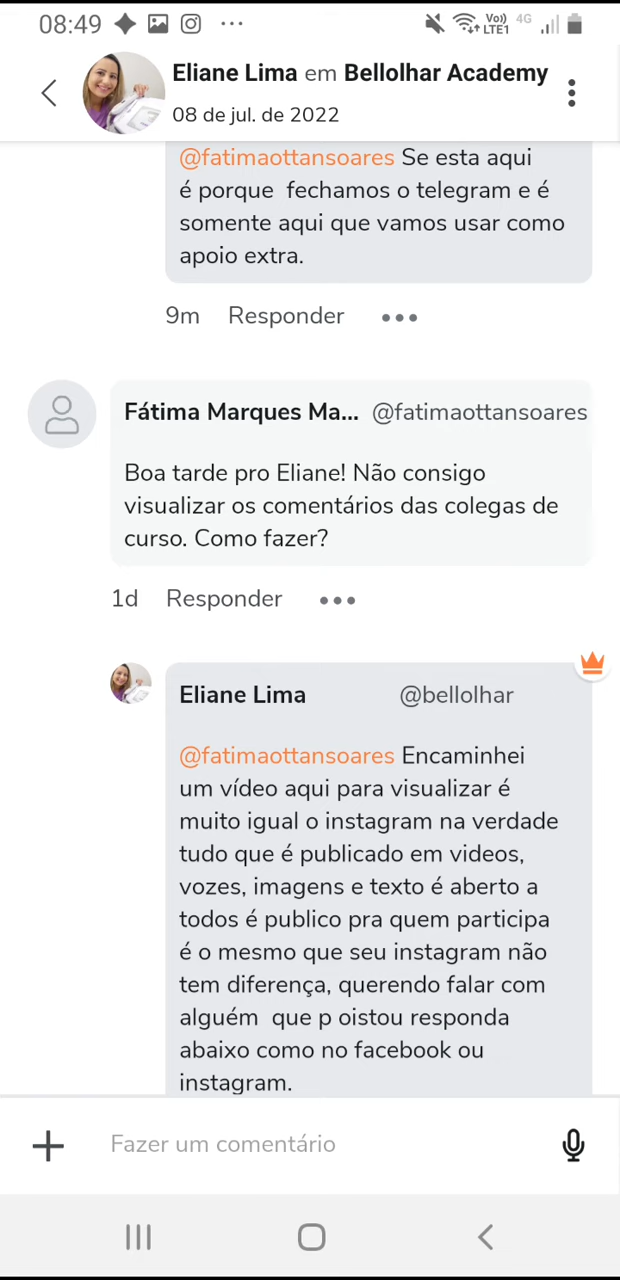 08:49
Vo))
LTE1
4G
Eliane Lima em Bellolhar Academy
08 de jul. de 2022
@fatimaottansoares Se esta aqui
é porque  fechamos o telegram e é
somente aqui que vamos usar como
apoio extra.
9m Responder
Fátima Marques Ma... @fatimaottansoares
Boa tarde pro Eliane! Não consigo
visualizar os comentários das colegas de
curso. Como fazer?
1d Responder
Eliane Lima @bellolhar
@fatimaottansoares Encaminhei
um vídeo aqui para visualizar é
muito igual o instagram na verdade
tudo que é publicado em videos,
vozes, imagens e texto é aberto a
todos é publico pra quem participa
é o mesmo que seu instagram não
tem diferença, querendo falar com
alguém  que p oistou responda
abaixo como no facebook ou
instagram.
Fazer um comentário